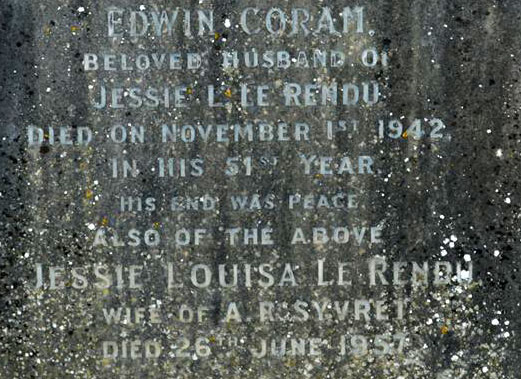 EDWIN CORAM.
BELOVED HUSBAND OF
JESSIE L. LE RENDU
DIED ON NOVEMBER 1ST 1942.
IN HIS 51ST YEAR.
HIS END WAS PEACE.
ALSO OF THE ABOVE
JESSIE LOUISA LE RENDU
WIFE OF A. R. SYVRET
DIED 26TH JUNE 1957.